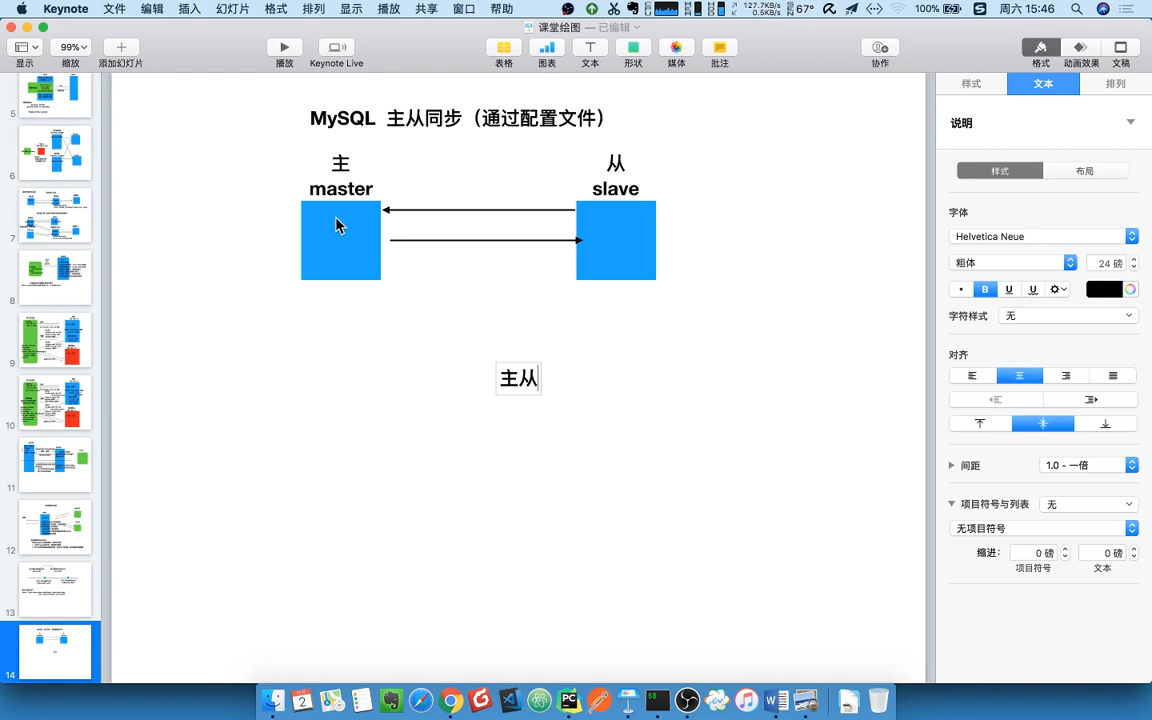 Keynote 文件 编辑 插入 幻灯片 格式 排列 显示 播放 共享 窗口 帮助 127.7KB/s 0.5KB/s 67° 100% 周六 15:46
课堂绘图 — 已编辑
99%
显示 缩放 添加幻灯片 播放 Keynote Live 表格 图表 文本 形状 媒体 批注 协作 格式 动画效果 文稿
样式 文本 排列
5
6
7
8
9
10
11
12
13
14
MySQL 主从同步（通过配置文件）
主 从
master slave
主从
说明
样式 布局
字体
Helvetica Neue
粗体 24 磅
B U U
字符样式 无
对齐
间距 1.0 - 一倍
项目符号与列表 无
无项目符号
缩进： 0 磅 0 磅
项目符号 文本